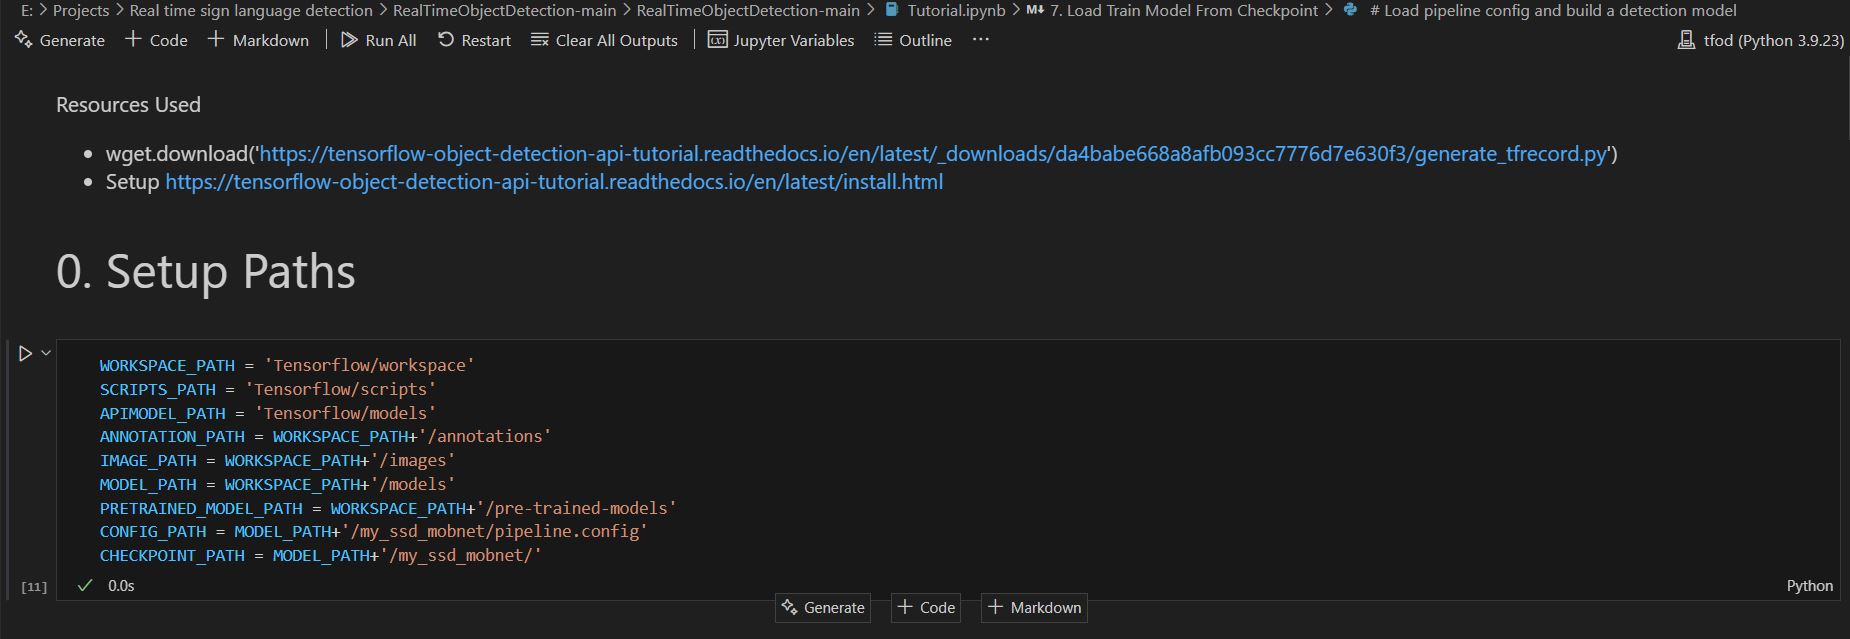 E: > Projects > Real time sign language detection > RealTimeObjectDetection-main > RealTimeObjectDetection-main > Tutorial.ipynb > M↓ 7. Load Train Model From Checkpoint > # Load pipeline config and build a detection model
Generate + Code + Markdown | Run All Restart Clear All Outputs | Jupyter Variables Outline ··· tfod (Python 3.9.23)
Resources Used
• wget.download('https://tensorflow-object-detection-api-tutorial.readthedocs.io/en/latest/_downloads/da4babe668a8afb093cc7776d7e630f3/generate_tfrecord.py')
• Setup https://tensorflow-object-detection-api-tutorial.readthedocs.io/en/latest/install.html
0. Setup Paths
WORKSPACE_PATH = 'Tensorflow/workspace'
SCRIPTS_PATH = 'Tensorflow/scripts'
APIMODEL_PATH = 'Tensorflow/models'
ANNOTATION_PATH = WORKSPACE_PATH+'/annotations'
IMAGE_PATH = WORKSPACE_PATH+'/images'
MODEL_PATH = WORKSPACE_PATH+'/models'
PRETRAINED_MODEL_PATH = WORKSPACE_PATH+'/pre-trained-models'
CONFIG_PATH = MODEL_PATH+'/my_ssd_mobnet/pipeline.config'
CHECKPOINT_PATH = MODEL_PATH+'/my_ssd_mobnet/'
[11] ✓ 0.0s Python
Generate + Code + Markdown